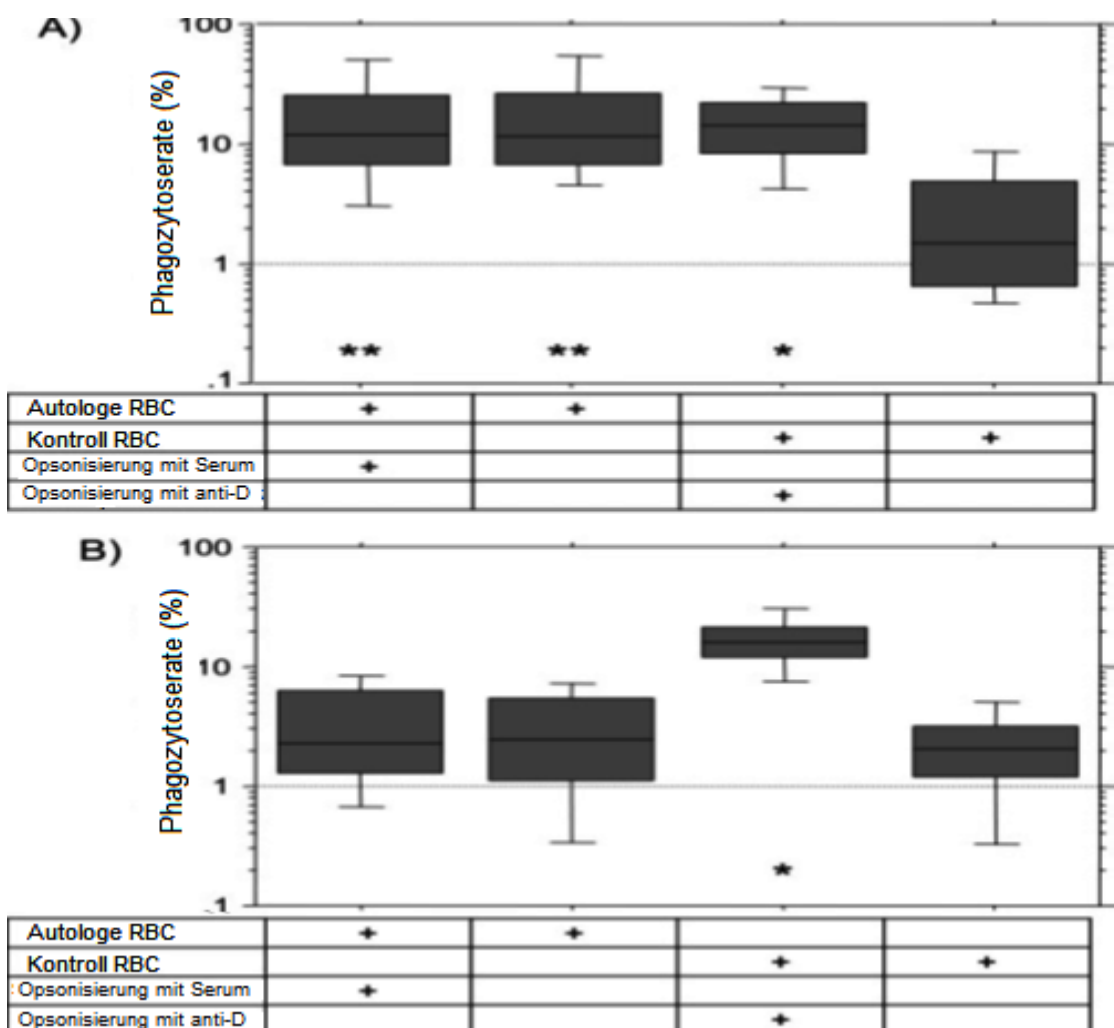 A)
100
10
1
.1
Phagozytoserate (%)
** ** *
Autologe RBC + +
Kontroll RBC + +
Opsonisierung mit Serum +
Opsonisierung mit anti-D : +
B)
100
10
1
.1
Phagozytoserate (%)
*
Autologe RBC + +
Kontroll RBC + +
: Opsonisierung mit Serum +
Opsonisierung mit anti-D +